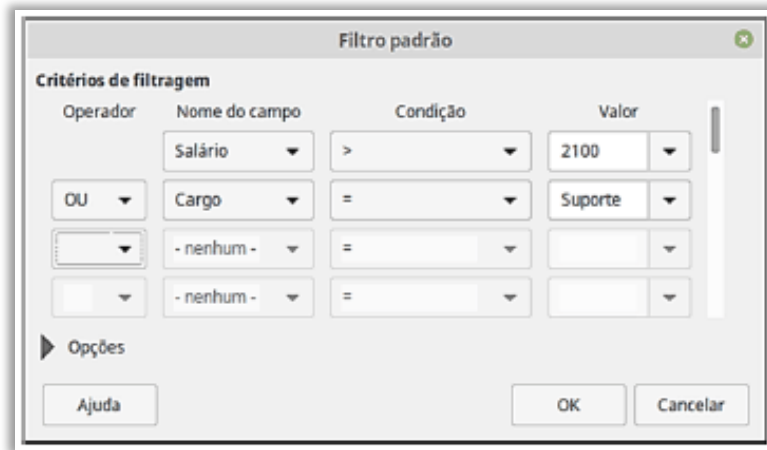 Filtro padrão
Critérios de filtragem
Operador Nome do campo Condição Valor
Salário > 2100
OU Cargo = Suporte
- nenhum - =
- nenhum - =
Opções
Ajuda OK Cancelar